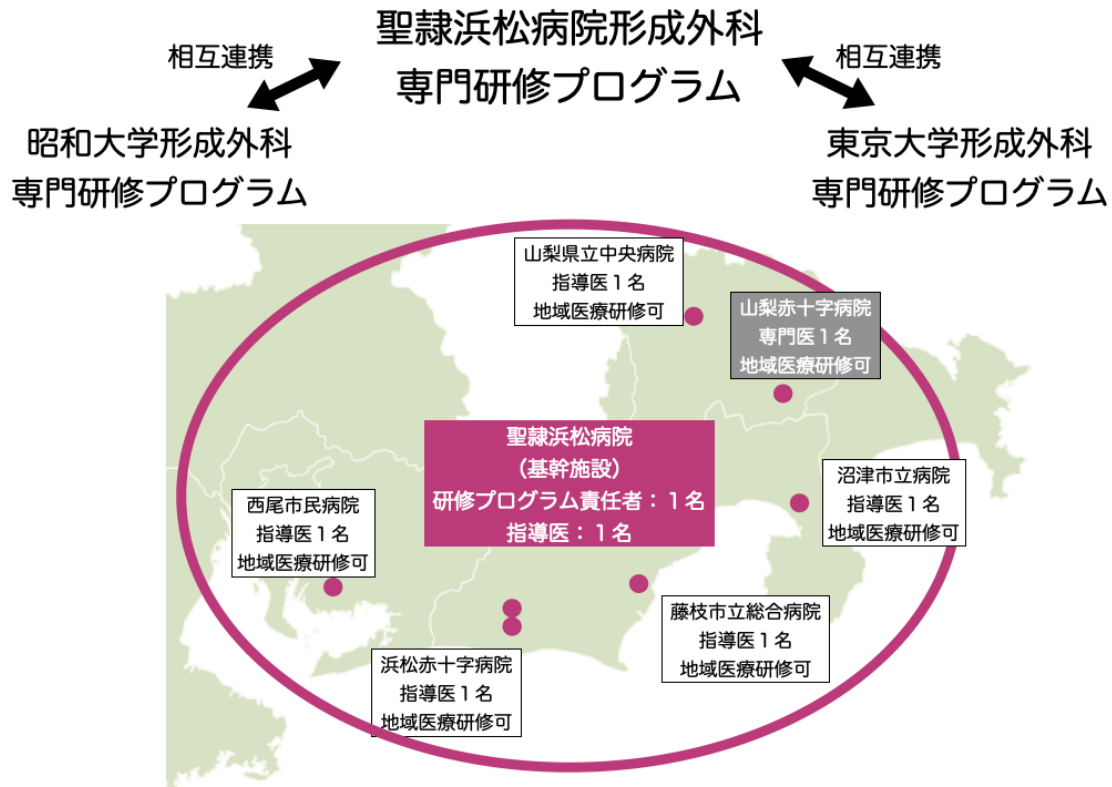 聖隷浜松病院形成外科
専門研修プログラム
相互連携
相互連携
昭和大学形成外科
専門研修プログラム
東京大学形成外科
専門研修プログラム
山梨県立中央病院
指導医1名
地域医療研修可
山梨赤十字病院
専門医1名
地域医療研修可
聖隷浜松病院
(基幹施設)
研修プログラム責任者:1名
指導医:1名
沼津市立病院
指導医1名
地域医療研修可
西尾市民病院
指導医1名
地域医療研修可
藤枝市立総合病院
指導医1名
地域医療研修可
浜松赤十字病院
指導医1名
地域医療研修可